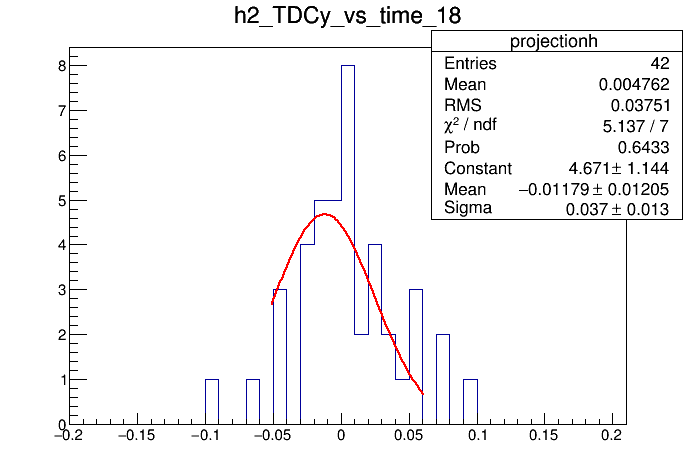 h2_TDCy_vs_time_18
projectionh
Entries 42
Mean 0.004762
RMS 0.03751
χ² / ndf 5.137 / 7
Prob 0.6433
Constant 4.671± 1.144
Mean −0.01179 ± 0.01205
Sigma 0.037 ± 0.013
8
7
6
5
4
3
2
1
0
−0.2 −0.15 −0.1 −0.05 0 0.05 0.1 0.15 0.2